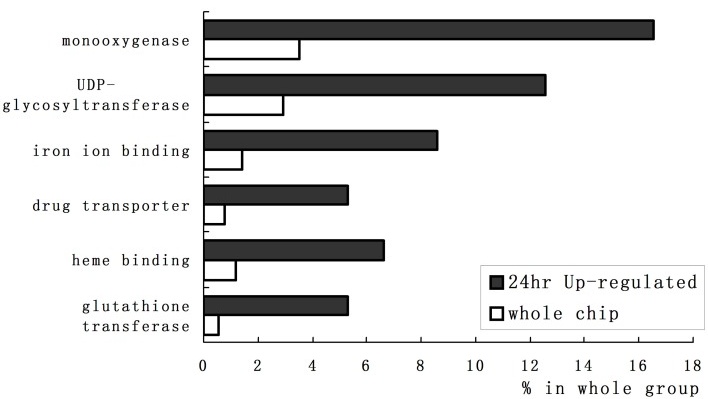 monooxygenase
UDP-
glycosyltransferase
iron ion binding
drug transporter
heme binding
glutathione
transferase
24hr Up-regulated
whole chip
0 2 4 6 8 10 12 14 16 18
% in whole group